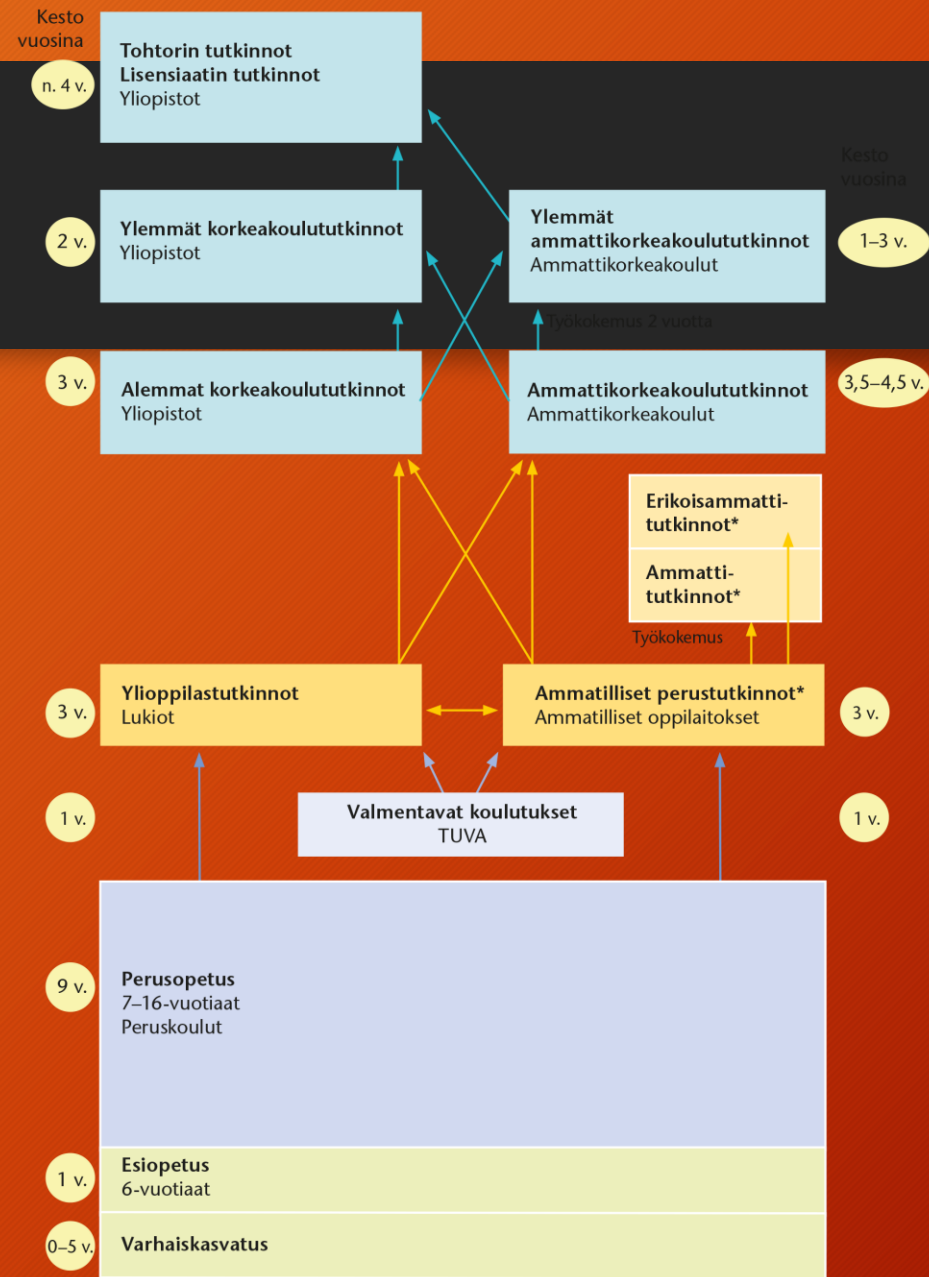 Kesto
vuosina
Tohtorin tutkinnot
Lisensiaatin tutkinnot
Yliopistot
n. 4 v.
Kesto
vuosina
Ylemmät korkeakoulututkinnot
Yliopistot
2 v.
Ylemmät
ammattikorkeakoulututkinnot
Ammattikorkeakoulut
1–3 v.
Työkokemus 2 vuotta
3 v.
Alemmat korkeakoulututkinnot
Yliopistot
Ammattikorkeakoulututkinnot
Ammattikorkeakoulut
3,5–4,5 v.
Erikoisammatti-
tutkinnot*
Ammatti-
tutkinnot*
Työkokemus
3 v.
Ylioppilastutkinnot
Lukiot
Ammatilliset perustutkinnot*
Ammatilliset oppilaitokset
3 v.
1 v.
Valmentavat koulutukset
TUVA
1 v.
9 v.
Perusopetus
7–16-vuotiaat
Peruskoulut
1 v.
Esiopetus
6-vuotiaat
0–5 v.
Varhaiskasvatus